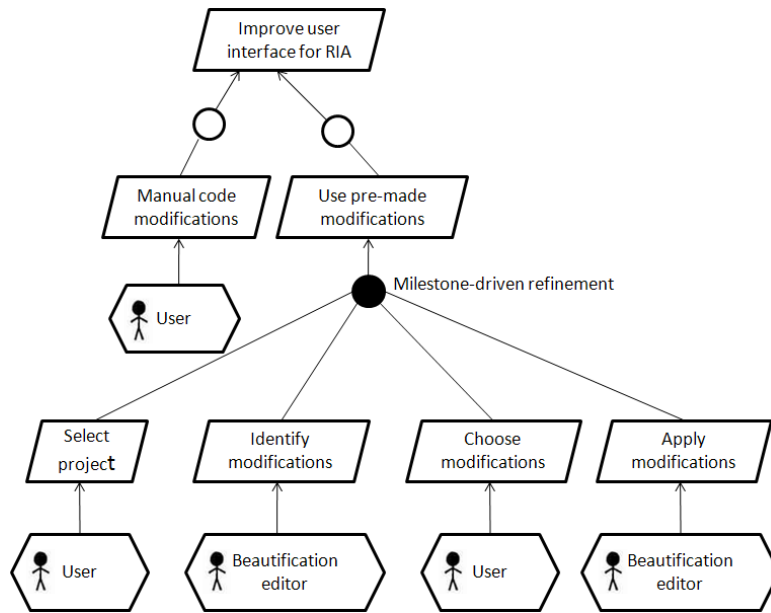 Improve user
interface for RIA
Manual code
modifications
Use pre-made
modifications
Milestone-driven refinement
User
Select
project
Identify
modifications
Choose
modifications
Apply
modifications
User
Beautification
editor
User
Beautification
editor